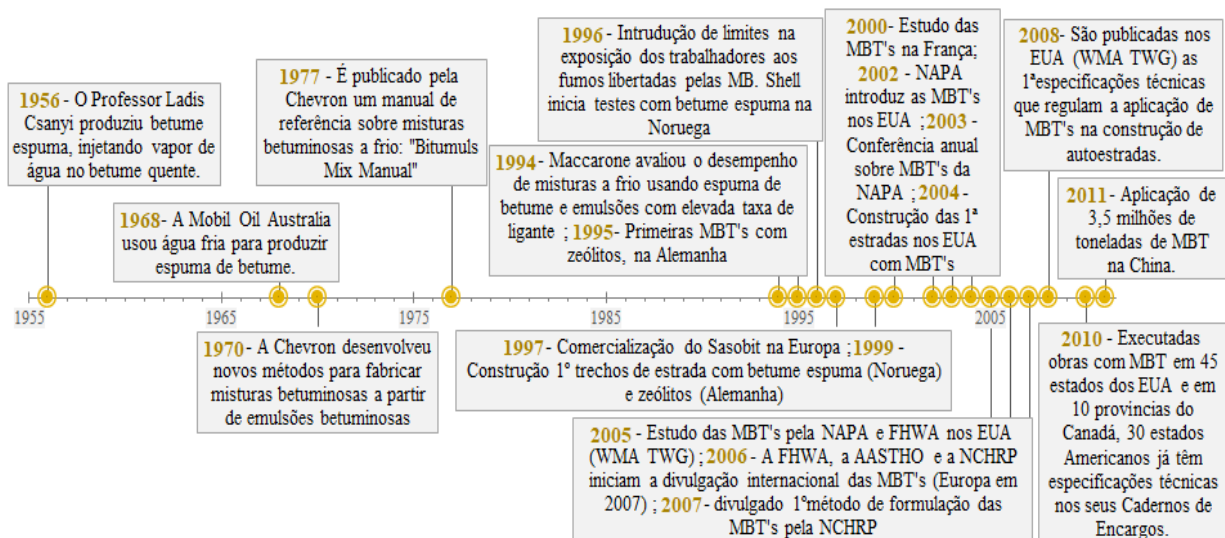 1956 - O Professor Ladis
Csanyi produziu betume
espuma, injetando vapor de
água no betume quente.
1968 - A Mobil Oil Australia
usou água fria para produzir
espuma de betume.
1977 - É publicado pela
Chevron um manual de
referência sobre misturas
betuminosas a frio: "Bitumuls
Mix Manual"
1996 - Intrudução de limites na
exposição dos trabalhadores aos
fumos libertadas pelas MB. Shell
inicia testes com betume espuma na
Noruega
1994 - Maccarone avaliou o desempenho
de misturas a frio usando espuma de
betume e emulsões com elevada taxa de
ligante ; 1995- Primeiras MBT's com
zeólitos, na Alemanha
2000- Estudo das
MBT's na França;
2002 - NAPA
introduz as MBT's
nos EUA ; 2003 -
Conferência anual
sobre MBT's da
NAPA ; 2004 -
Construção das 1ª
estradas nos EUA
com MBT's
2008- São publicadas nos
EUA (WMA TWG) as
1ªespecificações técnicas
que regulam a aplicação de
MBT's na construção de
autoestradas.
2011 - Aplicação de
3,5 milhões de
toneladas de MBT
na China.
1955 1965 1975 1985 1995 2005
1970 - A Chevron desenvolveu
novos métodos para fabricar
misturas betuminosas a partir
de emulsões betuminosas
1997 - Comercialização do Sasobit na Europa ; 1999 -
Construção 1º trechos de estrada com betume espuma (Noruega)
e zeólitos (Alemanha)
2005 - Estudo das MBT's pela NAPA e FHWA nos EUA
(WMA TWG) ; 2006 - A FHWA, a AASTHO e a NCHRP
iniciam a divulgação internacional das MBT's (Europa em
2007) ; 2007- divulgado 1ºmétodo de formulação das
MBT's pela NCHRP
2010 - Executadas
obras com MBT em 45
estados dos EUA e em
10 províncias do
Canadá, 30 estados
Americanos já têm
especificações técnicas
nos seus Cadernos de
Encargos.